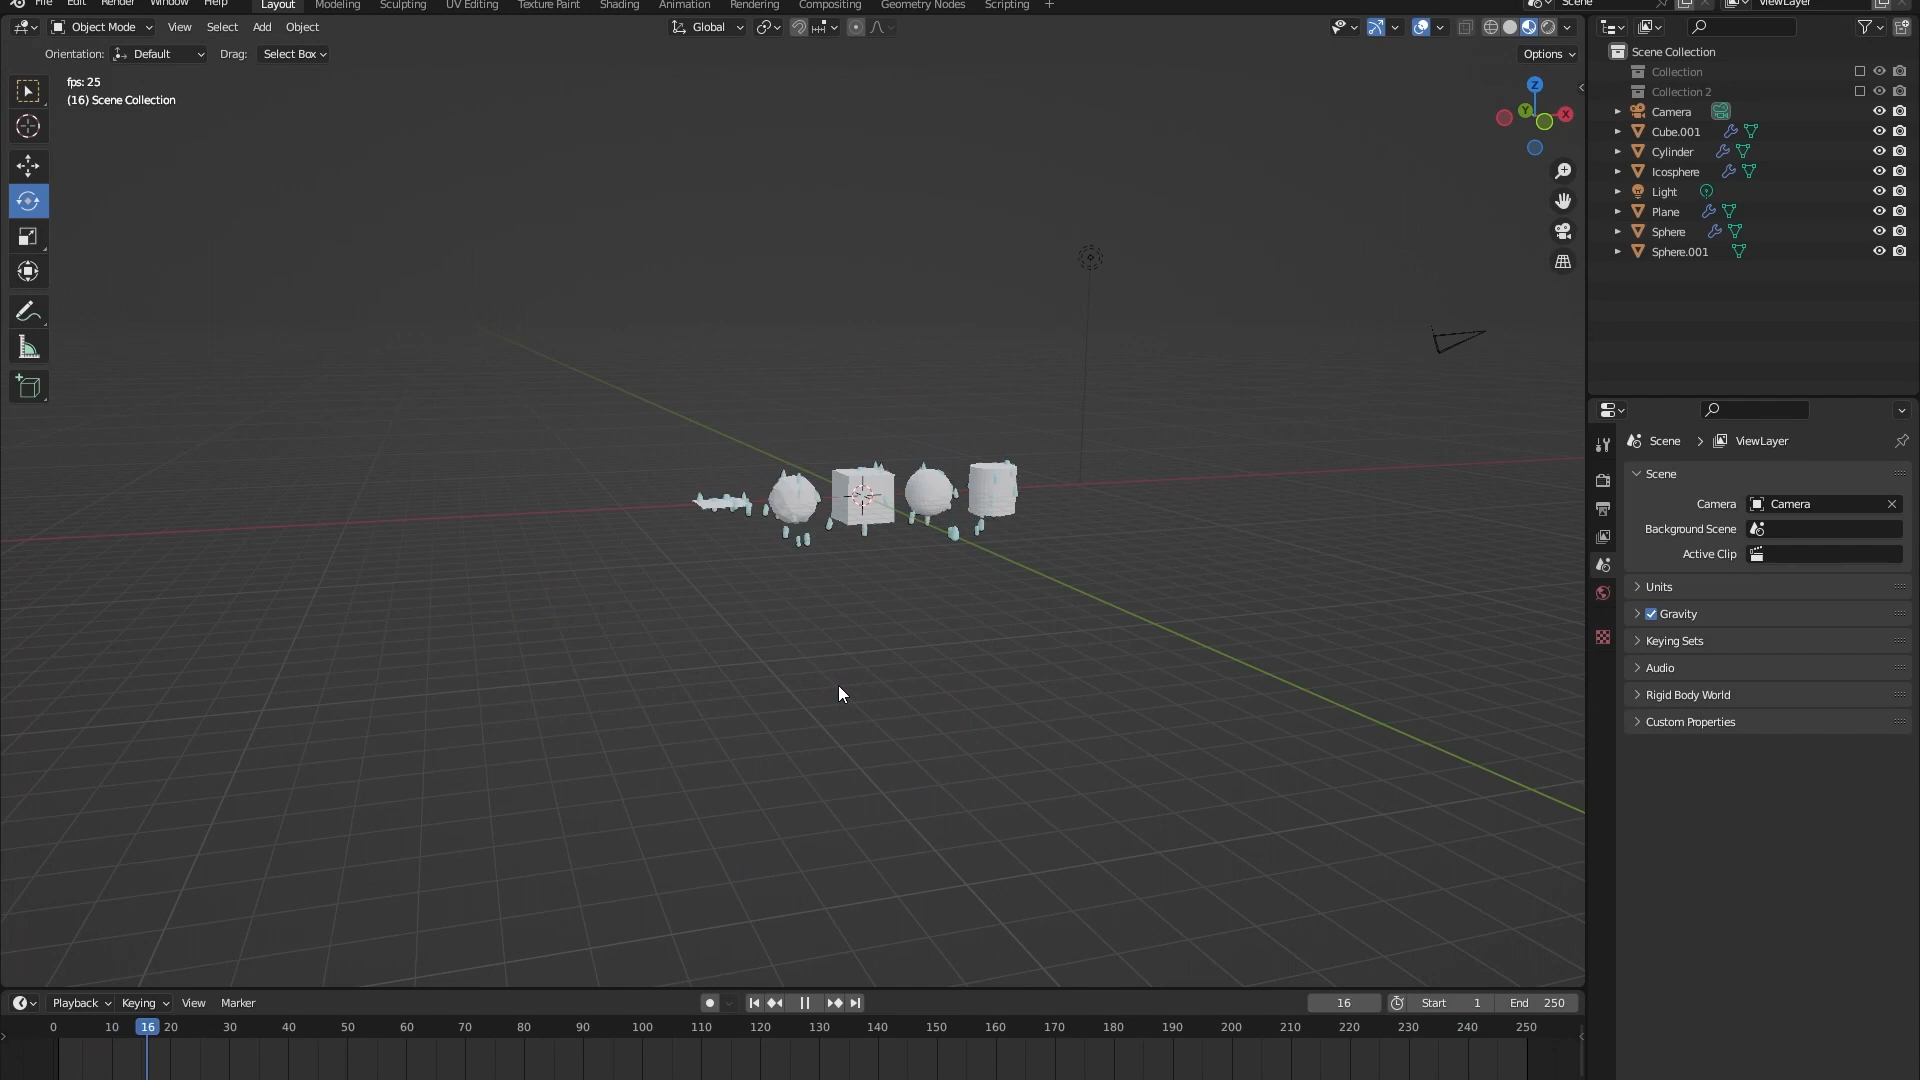 File Edit Render Window Help Layout Modeling Sculpting UV Editing Texture Paint Shading Animation Rendering Compositing Geometry Nodes Scripting + Scene ViewLayer
Object Mode View Select Add Object Global
Orientation: Default Drag: Select Box Options
fps: 25
(16) Scene Collection
Z
Y X
Scene Collection
Collection
Collection 2
Camera
Cube.001
Cylinder
Icosphere
Light
Plane
Sphere
Sphere.001
Scene > ViewLayer
Scene
Camera Camera
Background Scene
Active Clip
Units
Gravity
Keying Sets
Audio
Rigid Body World
Custom Properties
Playback Keying View Marker 16 Start 1 End 250
0 10 16 20 30 40 50 60 70 80 90 100 110 120 130 140 150 160 170 180 190 200 210 220 230 240 250